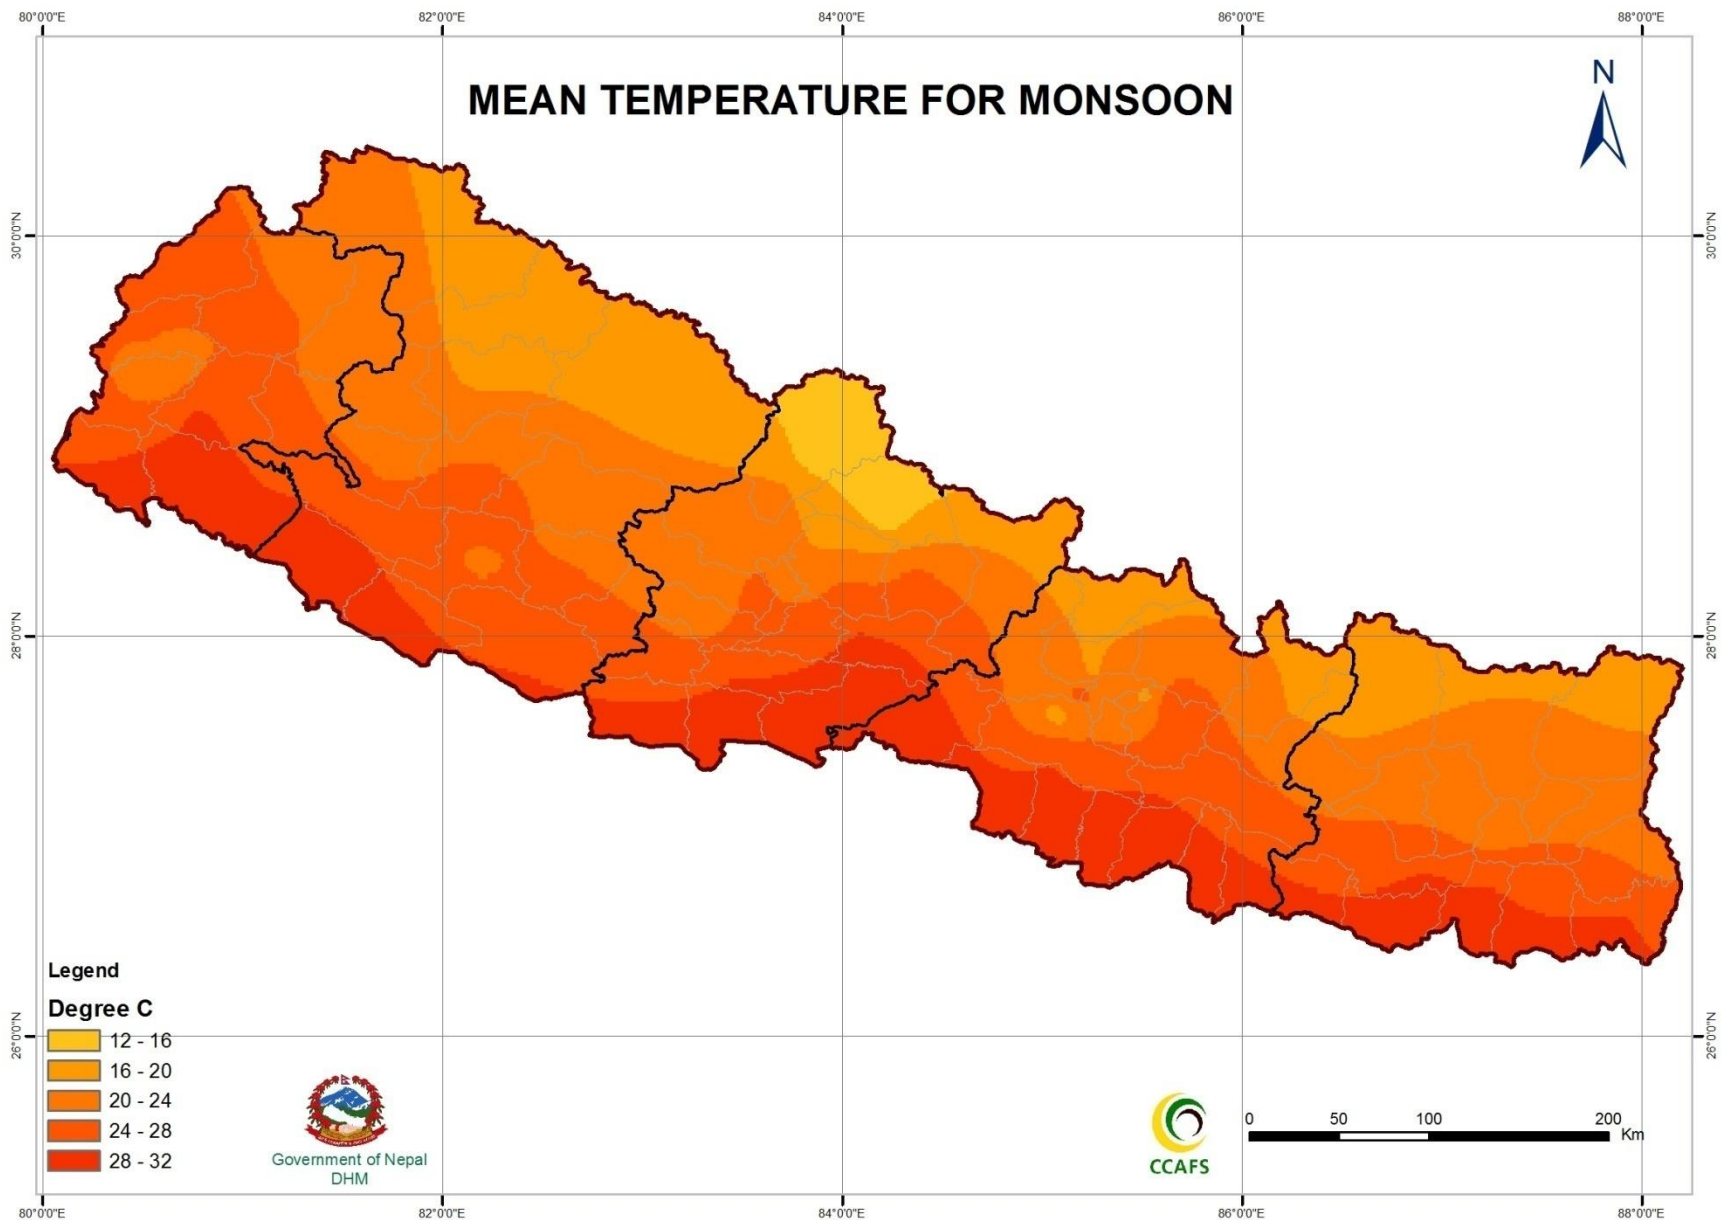 80°0'0"E 82°0'0"E 84°0'0"E 86°0'0"E 88°0'0"E
MEAN TEMPERATURE FOR MONSOON
N
30°0'0"N 30°0'0"N
28°0'0"N 28°0'0"N
26°0'0"N 26°0'0"N
Legend
Degree C
12 - 16
16 - 20
20 - 24
24 - 28
28 - 32
Government of Nepal
DHM
CCAFS
0 50 100 200
Km
80°0'0"E 82°0'0"E 84°0'0"E 86°0'0"E 88°0'0"E